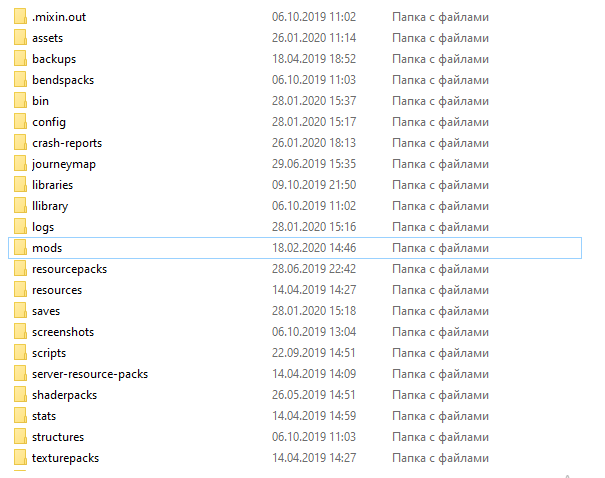 .mixin.out 06.10.2019 11:02 Папка с файлами
assets 26.01.2020 11:14 Папка с файлами
backups 18.04.2019 18:52 Папка с файлами
bendspacks 06.10.2019 11:03 Папка с файлами
bin 28.01.2020 15:37 Папка с файлами
config 28.01.2020 15:17 Папка с файлами
crash-reports 26.01.2020 18:13 Папка с файлами
journeymap 29.06.2019 15:35 Папка с файлами
libraries 09.10.2019 21:50 Папка с файлами
llibrary 06.10.2019 11:02 Папка с файлами
logs 28.01.2020 15:16 Папка с файлами
mods 18.02.2020 14:46 Папка с файлами
resourcepacks 28.06.2019 22:42 Папка с файлами
resources 14.04.2019 14:27 Папка с файлами
saves 28.01.2020 15:18 Папка с файлами
screenshots 06.10.2019 13:04 Папка с файлами
scripts 22.09.2019 14:51 Папка с файлами
server-resource-packs 14.04.2019 14:09 Папка с файлами
shaderpacks 26.05.2019 14:51 Папка с файлами
stats 14.04.2019 14:59 Папка с файлами
structures 06.10.2019 11:03 Папка с файлами
texturepacks 14.04.2019 14:27 Папка с файлами